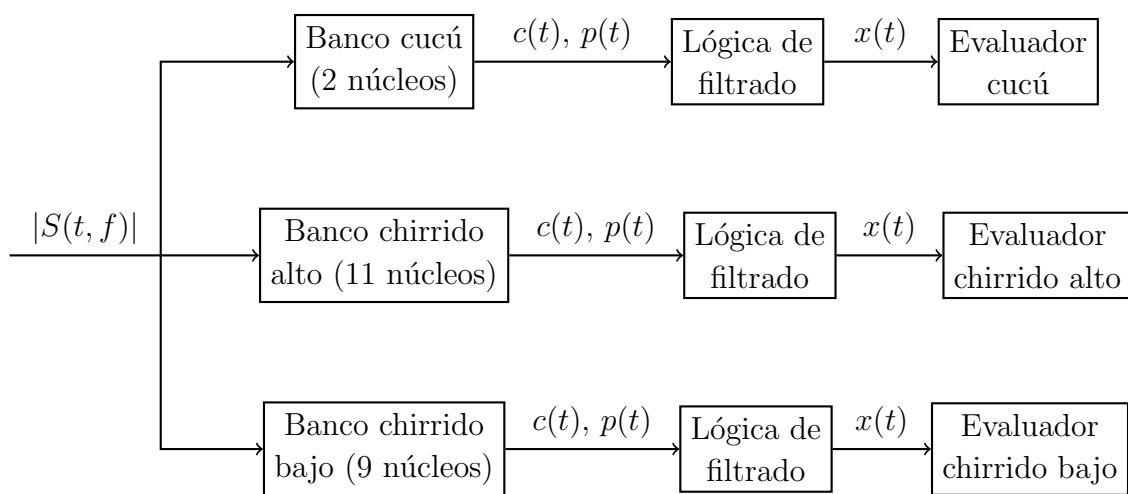 Banco cucú
(2 núcleos)
c(t), p(t)
Lógica de
filtrado
x(t)
Evaluador
cucú
|S(t, f)|
Banco chirrido
alto (11 núcleos)
c(t), p(t)
Lógica de
filtrado
x(t)
Evaluador
chirrido alto
Banco chirrido
bajo (9 núcleos)
c(t), p(t)
Lógica de
filtrado
x(t)
Evaluador
chirrido bajo